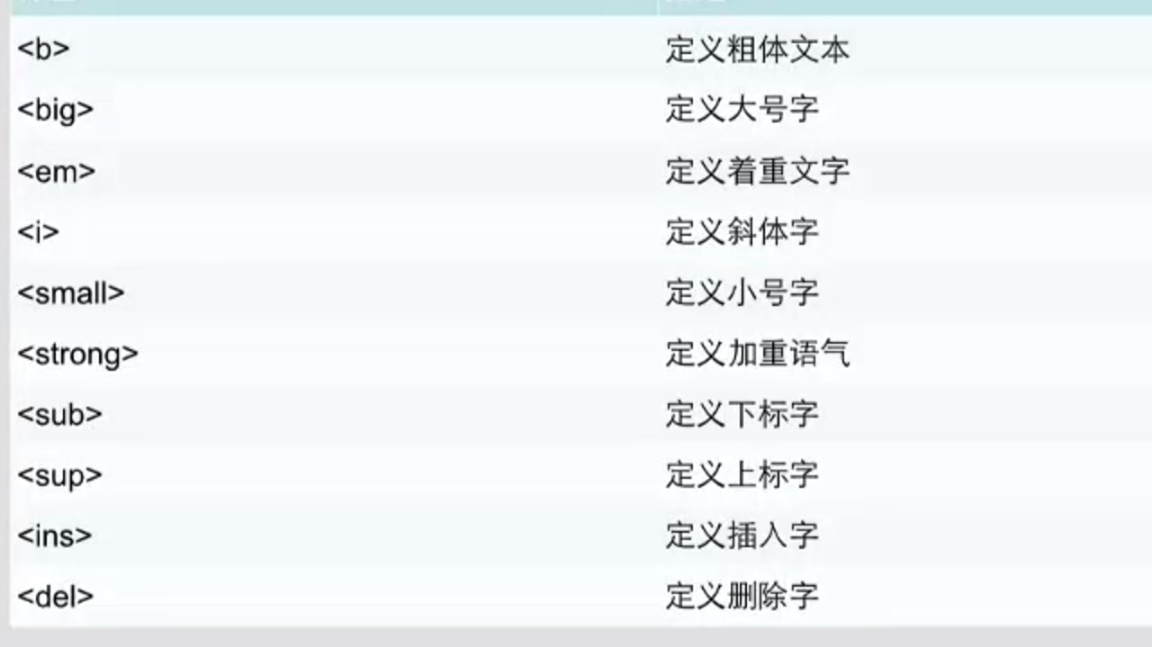 <b> 定义粗体文本
<big> 定义大号字
<em> 定义着重文字
<i> 定义斜体字
<small> 定义小号字
<strong> 定义加重语气
<sub> 定义下标字
<sup> 定义上标字
<ins> 定义插入字
<del> 定义删除字